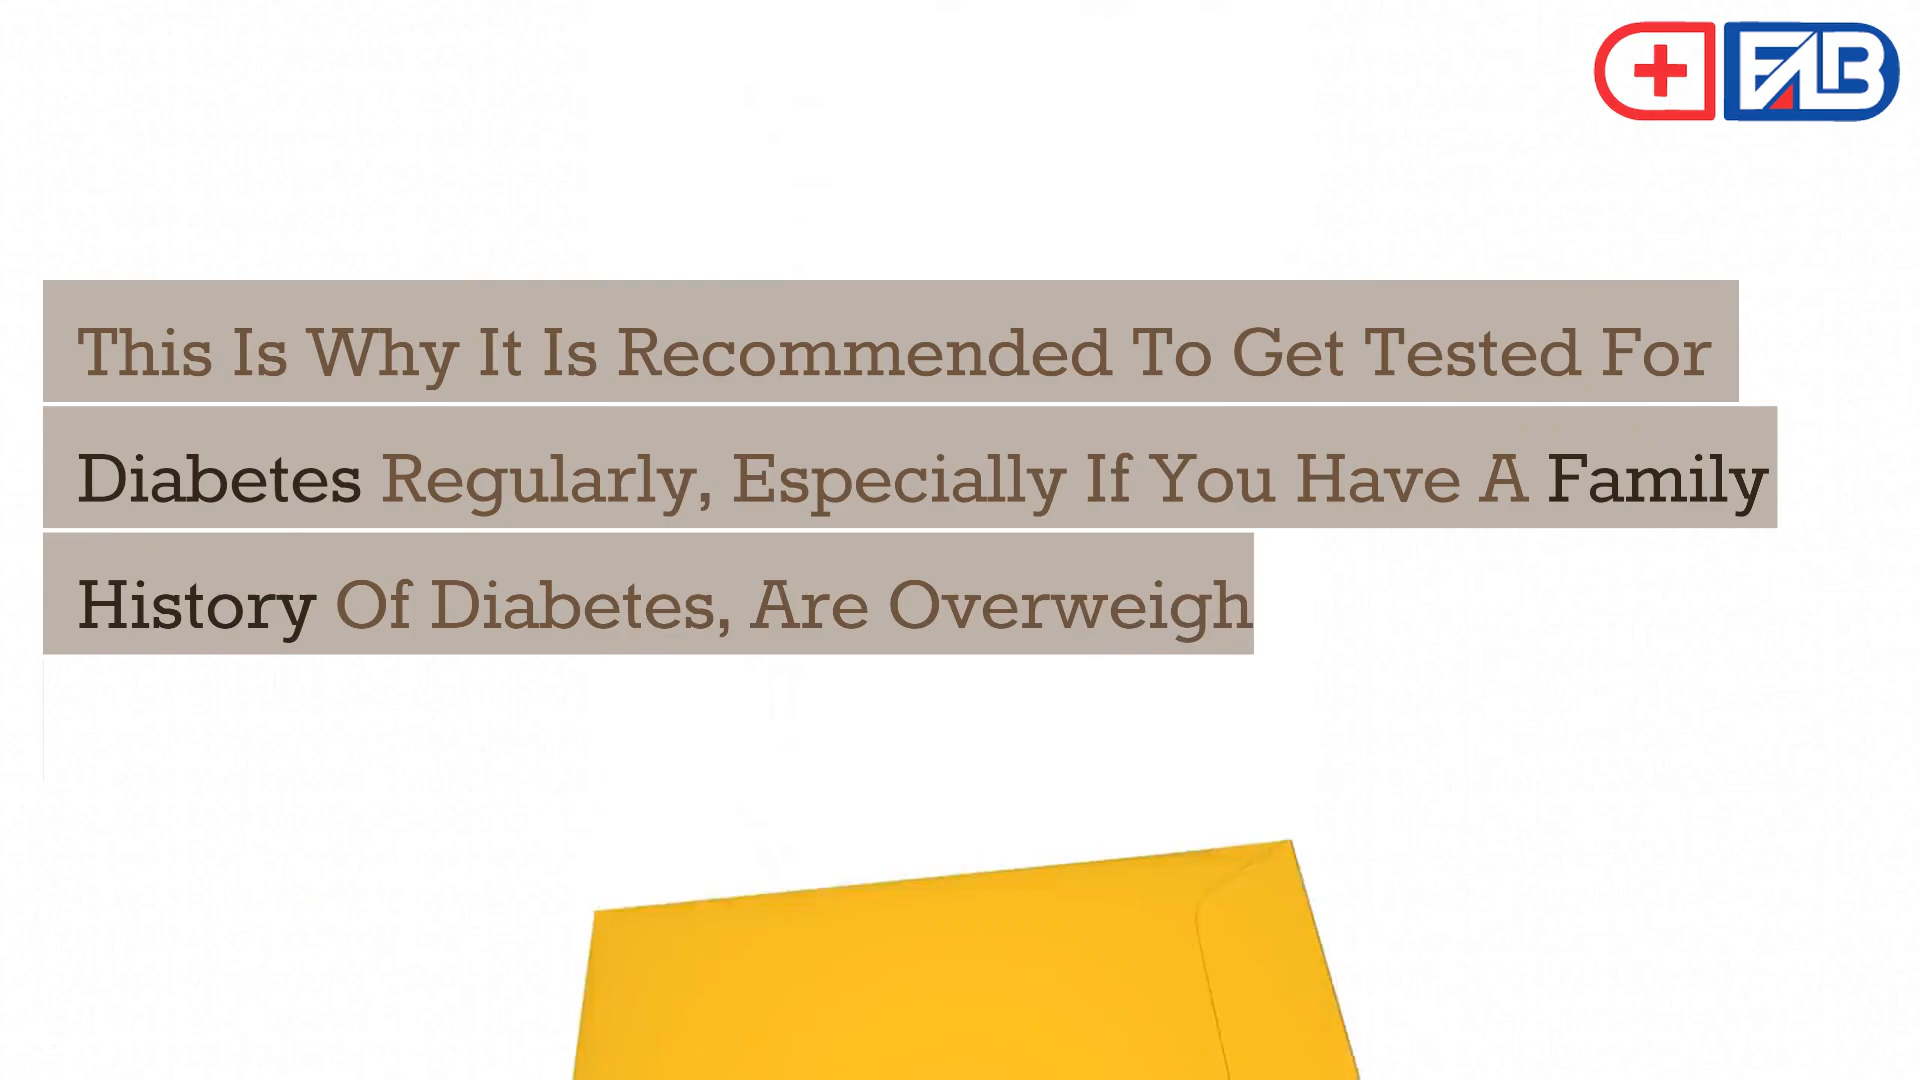 FAB
This Is Why It Is Recommended To Get Tested For
Diabetes Regularly, Especially If You Have A Family
History Of Diabetes, Are Overweigh